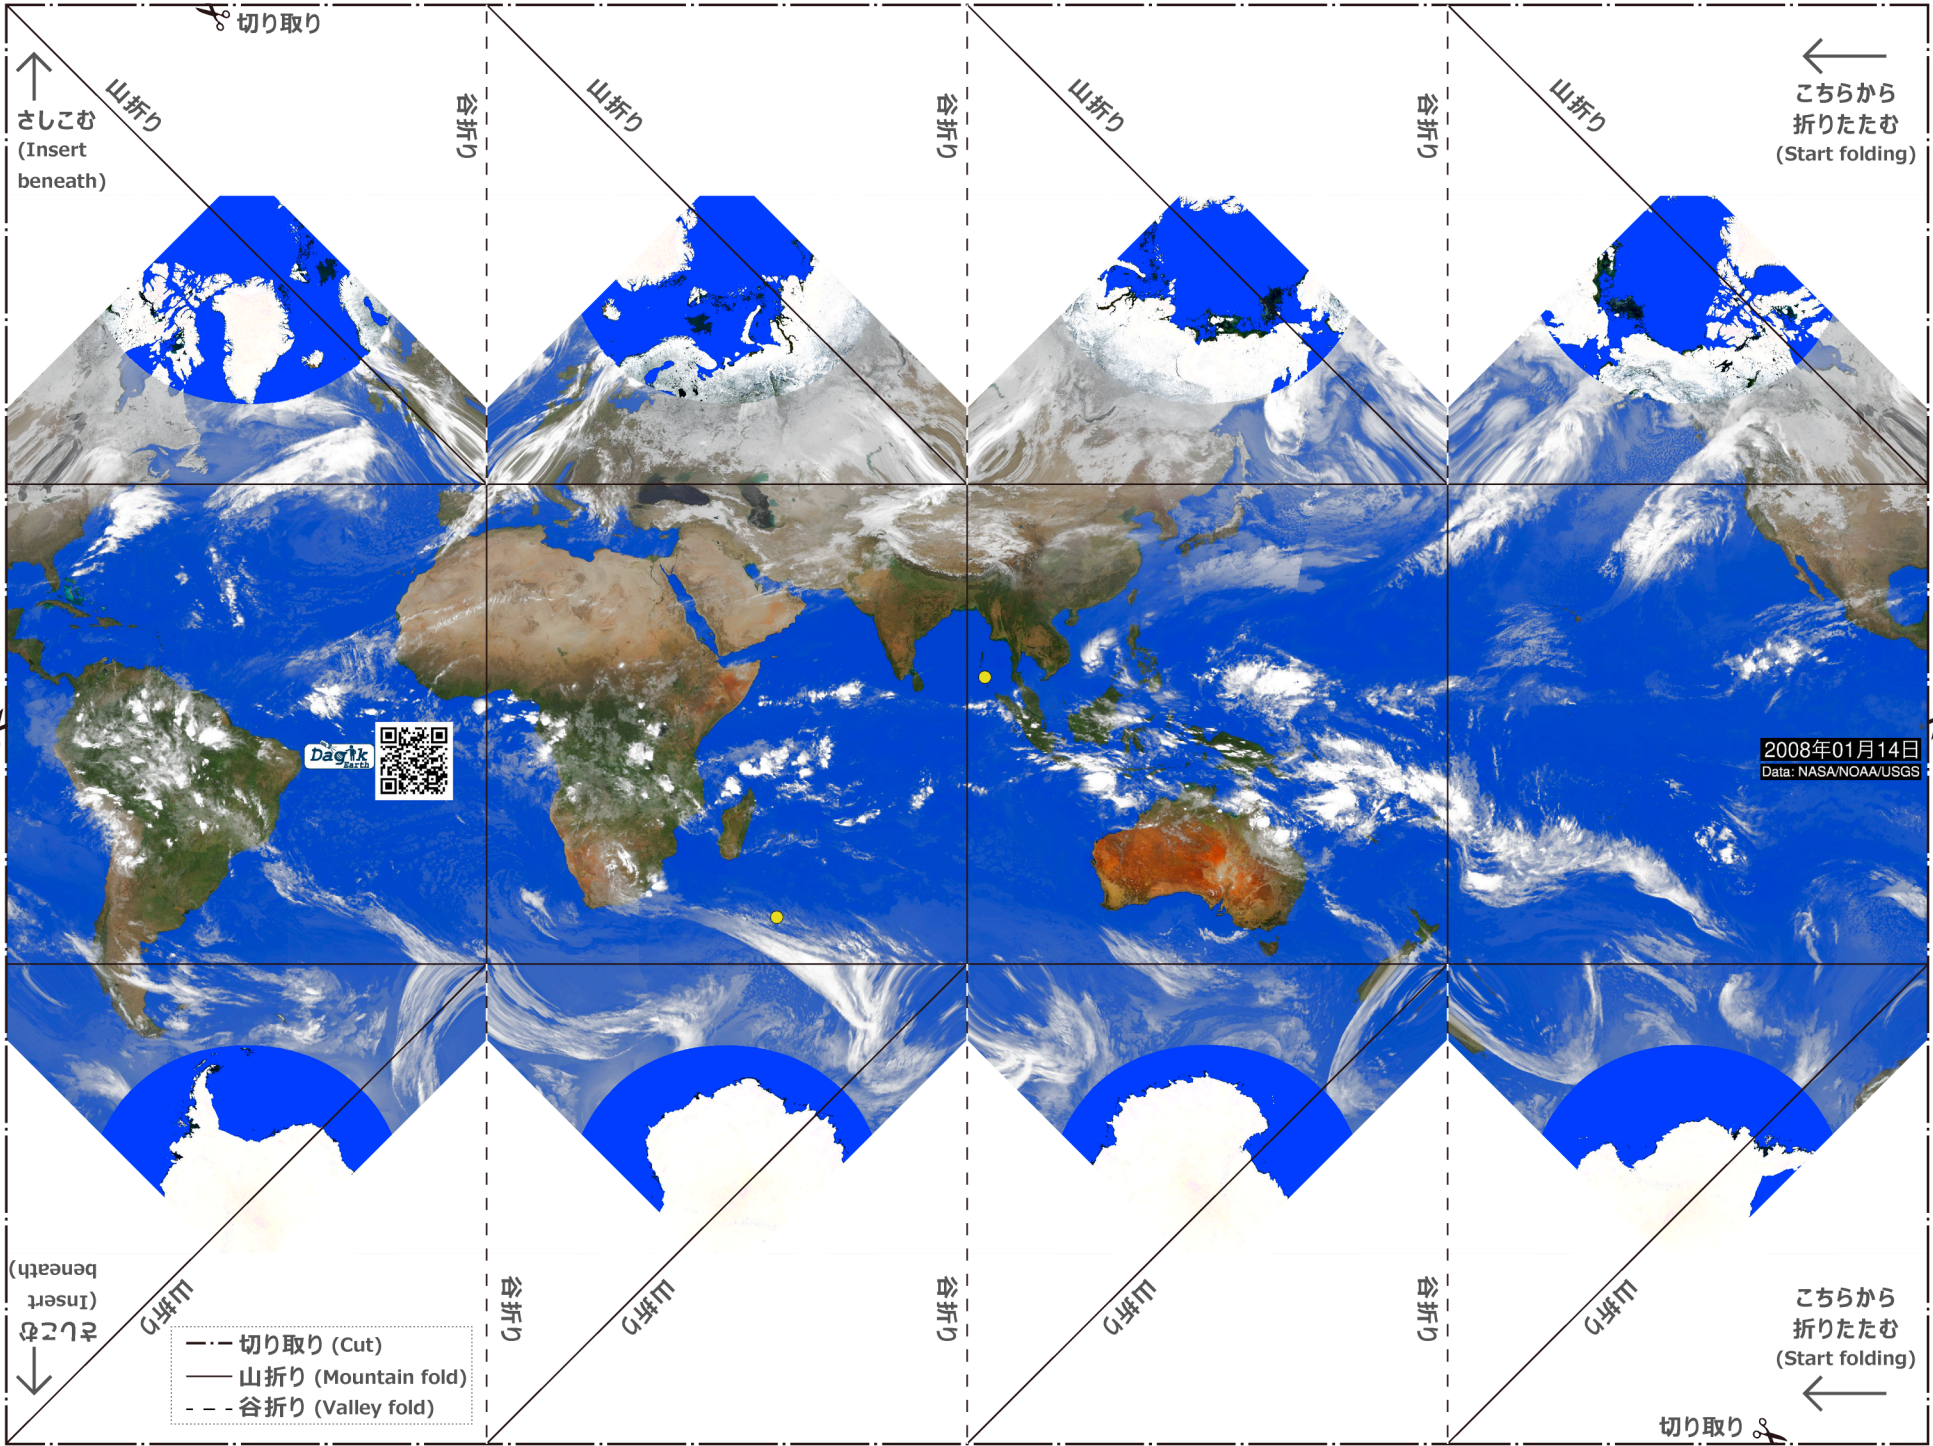 切り取り
山折り
谷折り
山折り
谷折り
山折り
谷折り
山折り
さしこむ
(Insert
beneath)
こちらから
折りたたむ
(Start folding)
Dagik
Earth
2008年01月14日
Data: NASA/NOAA/USGS
さしこむ
(Insert
beneath)
山折り
谷折り
山折り
谷折り
山折り
谷折り
山折り
切り取り (Cut)
山折り (Mountain fold)
谷折り (Valley fold)
こちらから
折りたたむ
(Start folding)
切り取り